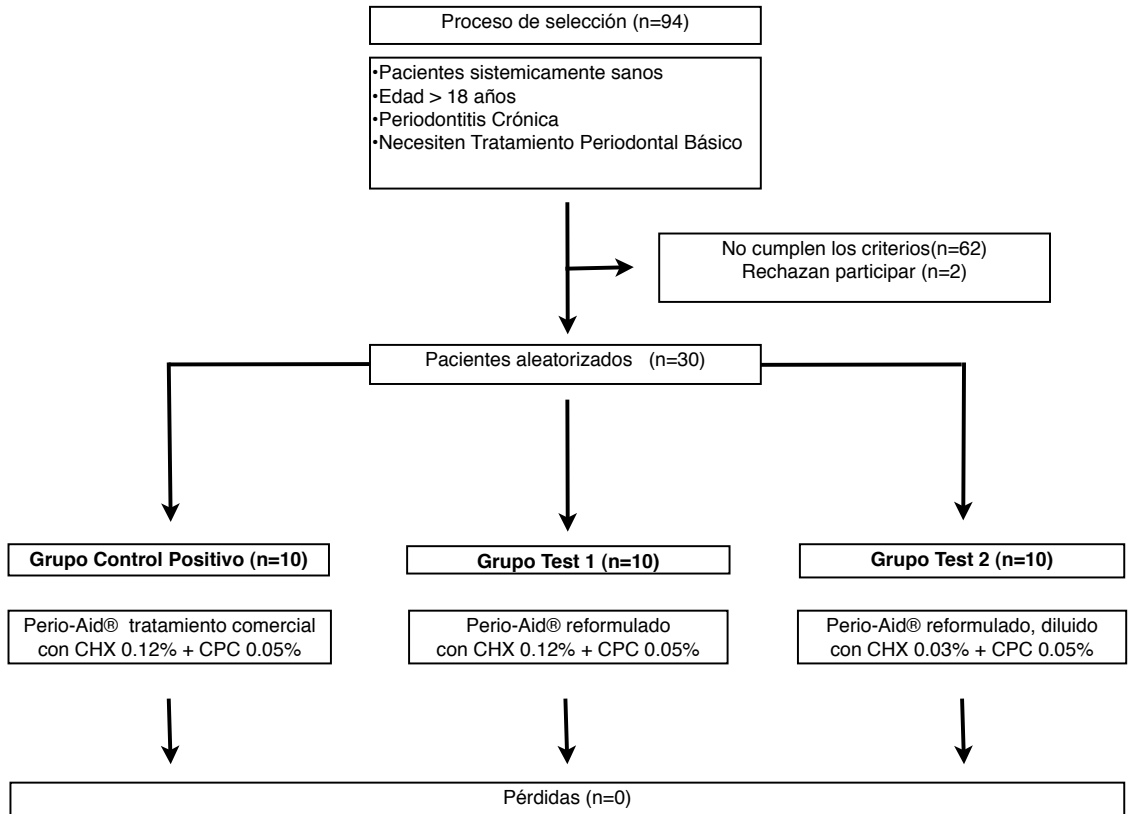 Proceso de selección (n=94)
•Pacientes sistemicamente sanos
•Edad > 18 años
•Periodontitis Crónica
•Necesiten Tratamiento Periodontal Básico
No cumplen los criterios(n=62)
Rechazan participar (n=2)
Pacientes aleatorizados (n=30)
Grupo Control Positivo (n=10)
Perio-Aid® tratamiento comercial
con CHX 0.12% + CPC 0.05%
Grupo Test 1 (n=10)
Perio-Aid® reformulado
con CHX 0.12% + CPC 0.05%
Grupo Test 2 (n=10)
Perio-Aid® reformulado, diluido
con CHX 0.03% + CPC 0.05%
Pérdidas (n=0)